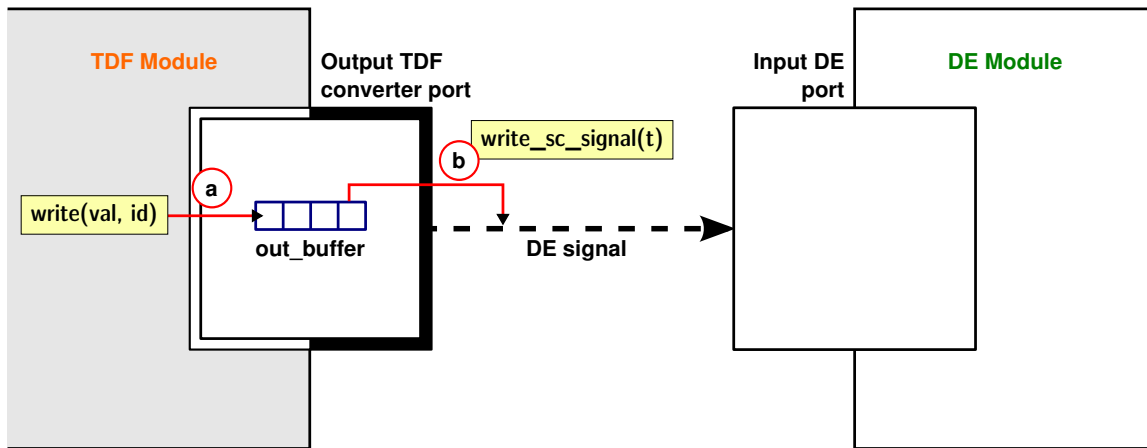 TDF Module
Output TDF
converter port
Input DE
port
DE Module
write_sc_signal(t)
b
a
write(val, id)
out_buffer
DE signal